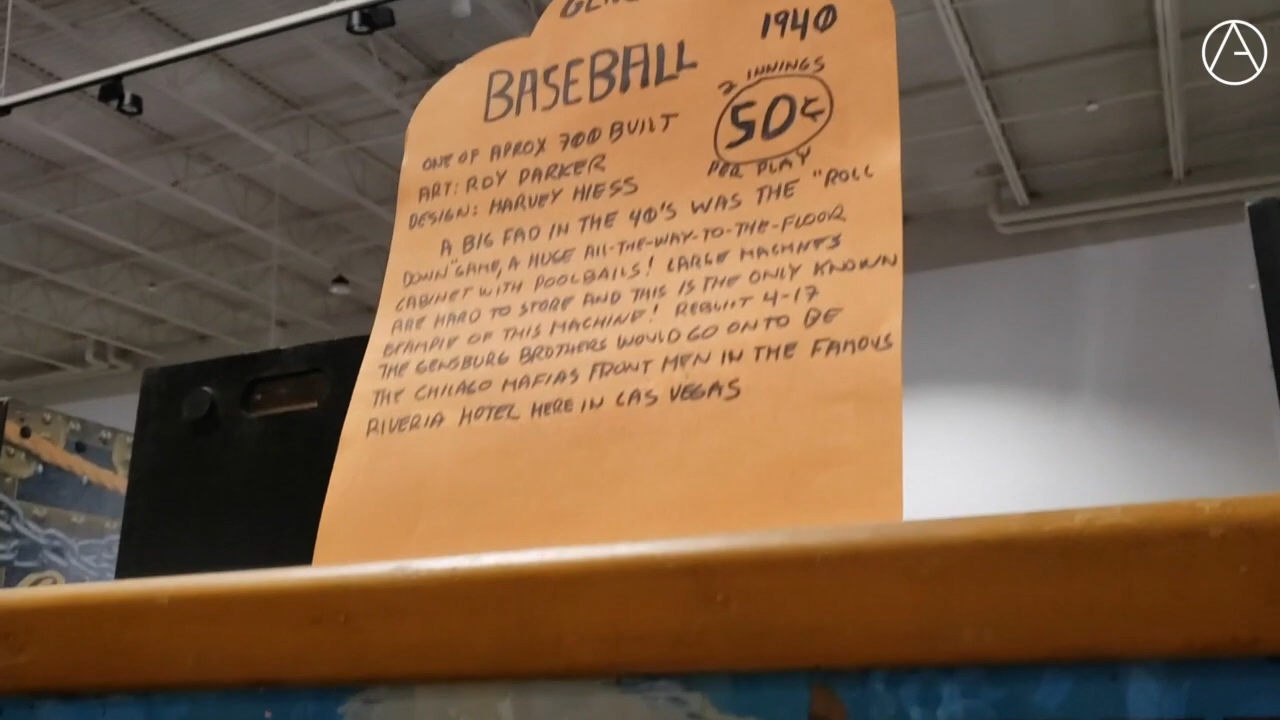 1940
BASEBALL
2 INNINGS
50¢
PER PLAY
ONE OF APROX 700 BUILT
ART: ROY PARKER
DESIGN: HARVEY HIESS
A BIG FAD IN THE 40'S WAS THE "ROLL
DOWN" GAME, A HUGE ALL-THE-WAY-TO-THE-FLOOR
CABINET WITH POOLBALLS! LARGE MACHINES
ARE HARD TO STORE AND THIS IS THE ONLY KNOWN
EXAMPLE OF THIS MACHINE! REBUILT 4-17
THE GENSBURG BROTHERS WOULD GO ONTO BE
THE CHICAGO MAFIAS FRONT MEN IN THE FAMOUS
RIVERIA HOTEL HERE IN LAS VEGAS